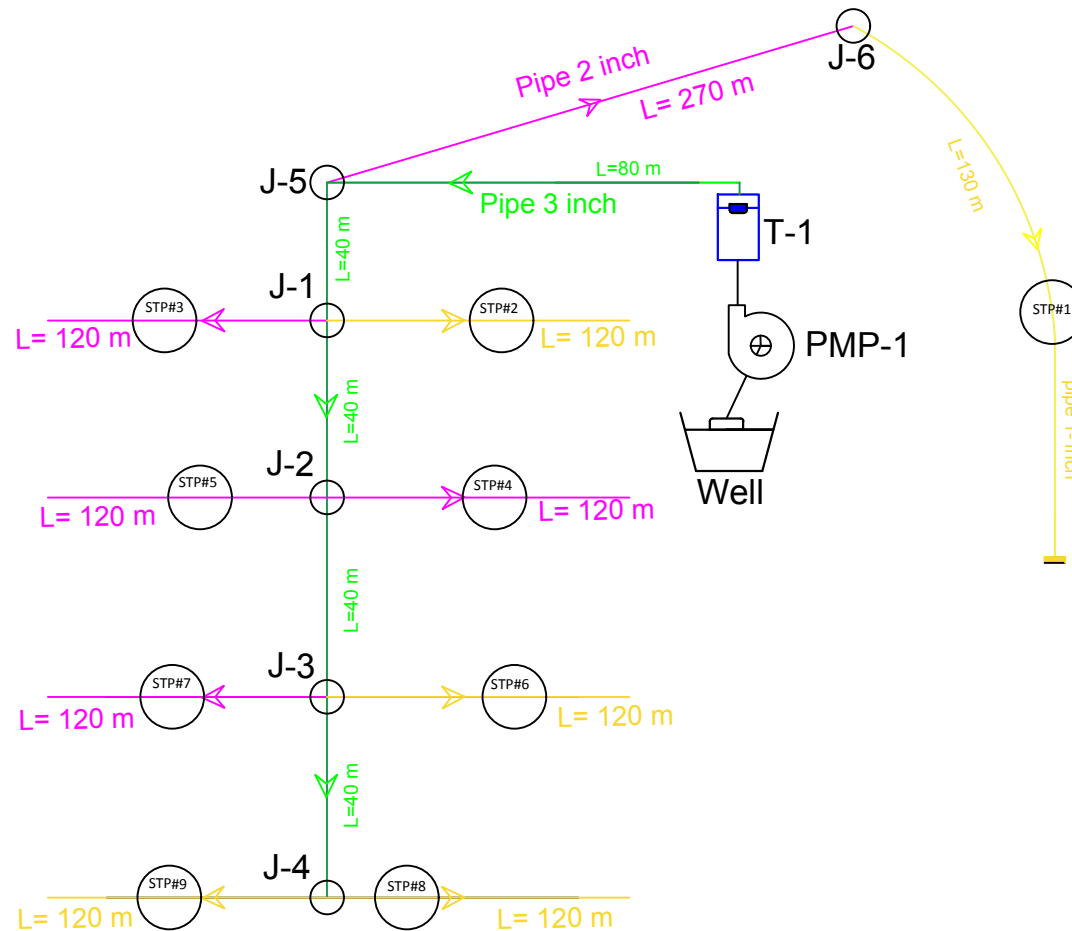 J-6
Pipe 2 inch
L= 270 m
L=130 m
J-5
L=80 m
Pipe 3 inch
T-1
L=40 m
J-1
STP#3
STP#2
STP#1
L= 120 m
L= 120 m
PMP-1
L=40 m
J-2
STP#5
STP#4
L= 120 m
L= 120 m
Well
L=40 m
J-3
STP#7
STP#6
L= 120 m
L= 120 m
L=40 m
J-4
STP#9
STP#8
L= 120 m
L= 120 m